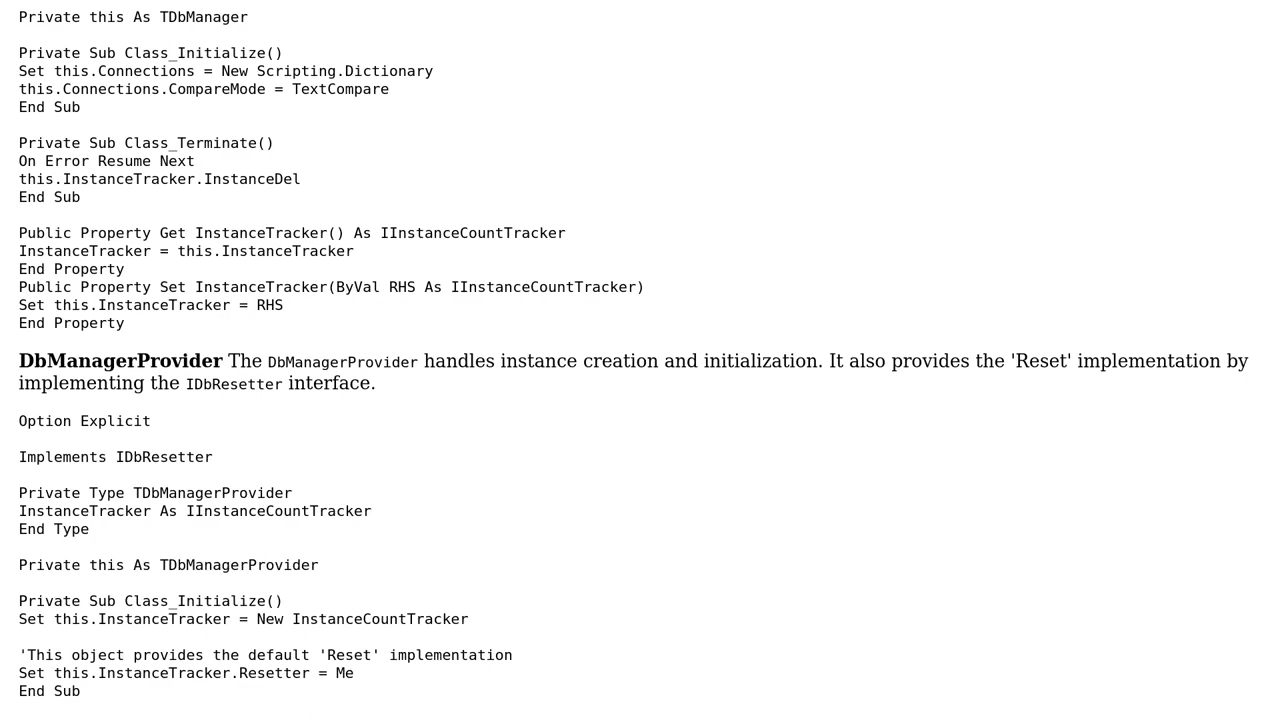 Private this As TDbManager
Private Sub Class_Initialize()
Set this.Connections = New Scripting.Dictionary
this.Connections.CompareMode = TextCompare
End Sub
Private Sub Class_Terminate()
On Error Resume Next
this.InstanceTracker.InstanceDel
End Sub
Public Property Get InstanceTracker() As IInstanceCountTracker
InstanceTracker = this.InstanceTracker
End Property
Public Property Set InstanceTracker(ByVal RHS As IInstanceCountTracker)
Set this.InstanceTracker = RHS
End Property
DbManagerProvider The DbManagerProvider handles instance creation and initialization. It also provides the 'Reset' implementation by
implementing the IDbResetter interface.
Option Explicit
Implements IDbResetter
Private Type TDbManagerProvider
InstanceTracker As IInstanceCountTracker
End Type
Private this As TDbManagerProvider
Private Sub Class_Initialize()
Set this.InstanceTracker = New InstanceCountTracker
'This object provides the default 'Reset' implementation
Set this.InstanceTracker.Resetter = Me
End Sub